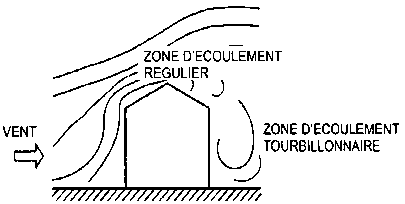 ZONE D'ECOULEMENT
REGULIER
VENT
ZONE D'ECOULEMENT
TOURBILLONNAIRE